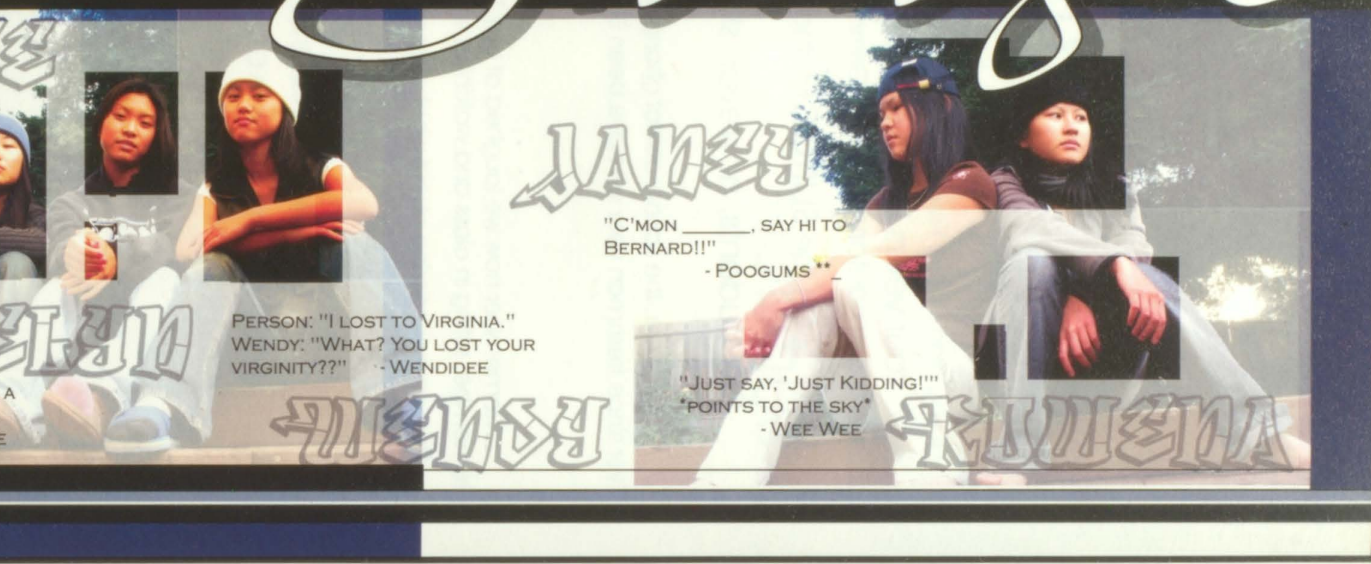 JANEY
"C'MON ______, SAY HI TO
BERNARD!!"
- POOGUMS **_
ELYN
PERSON: "I LOST TO VIRGINIA."
WENDY: "WHAT? YOU LOST YOUR
VIRGINITY??" - WENDIDEE
A
E
WENDY
"JUST SAY, 'JUST KIDDING!'"
*POINTS TO THE SKY*
- WEE WEE
ROWENA